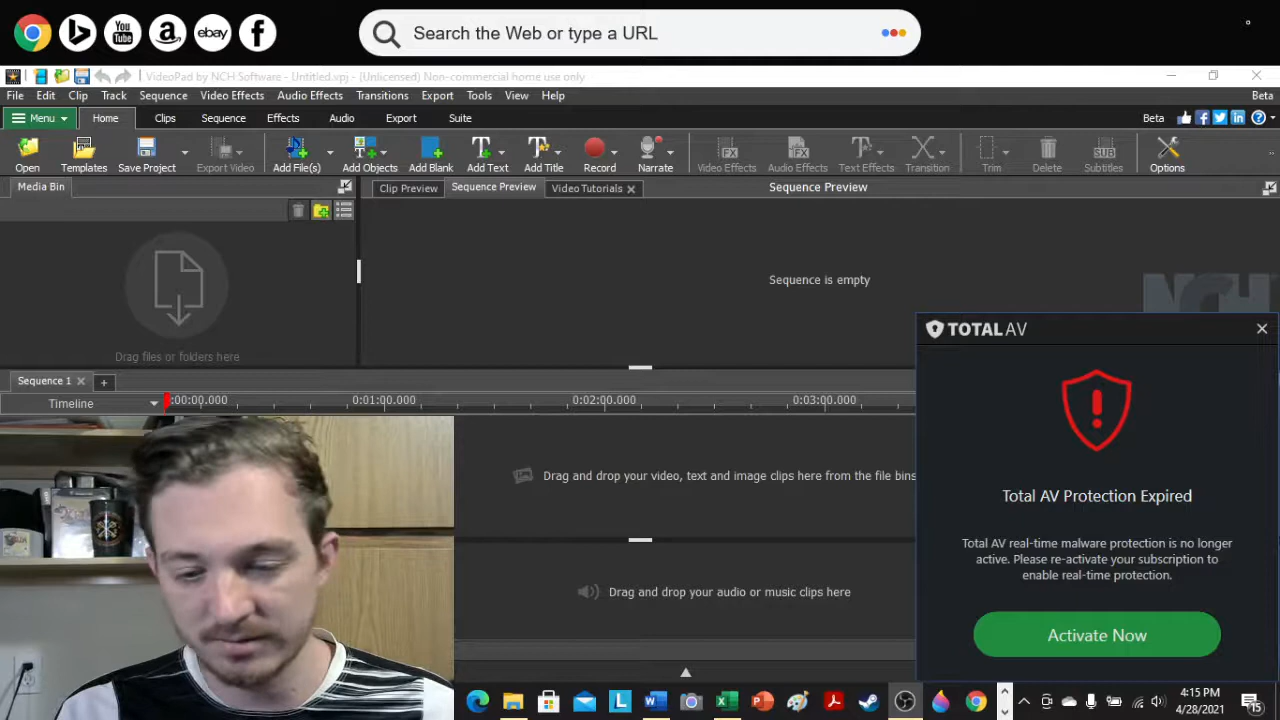 Search the Web or type a URL
You Tube
ebay
VideoPad by NCH Software - Untitled.vpj - (Unlicensed) Non-commercial home use only
File Edit Clip Track Sequence Video Effects Audio Effects Transitions Export Tools View Help Beta
Menu Home Clips Sequence Effects Audio Export Suite Beta
Open Templates Save Project Export Video Add File(s) Add Objects Add Blank Add Text Add Title Record Narrate Video Effects Audio Effects Text Effects Transition Trim Delete Subtitles Options
Media Bin
Clip Preview Sequence Preview Video Tutorials
Sequence Preview
Sequence is empty
NCH
Drag files or folders here
Sequence 1
Timeline
:00:00.000 0:01:00.000 0:02:00.000 0:03:00.000
Drag and drop your video, text and image clips here from the file bins
Drag and drop your audio or music clips here
TOTAL AV
Total AV Protection Expired
Total AV real-time malware protection is no longer
active. Please re-activate your subscription to
enable real-time protection.
Activate Now
4:15 PM
4/28/2021
15